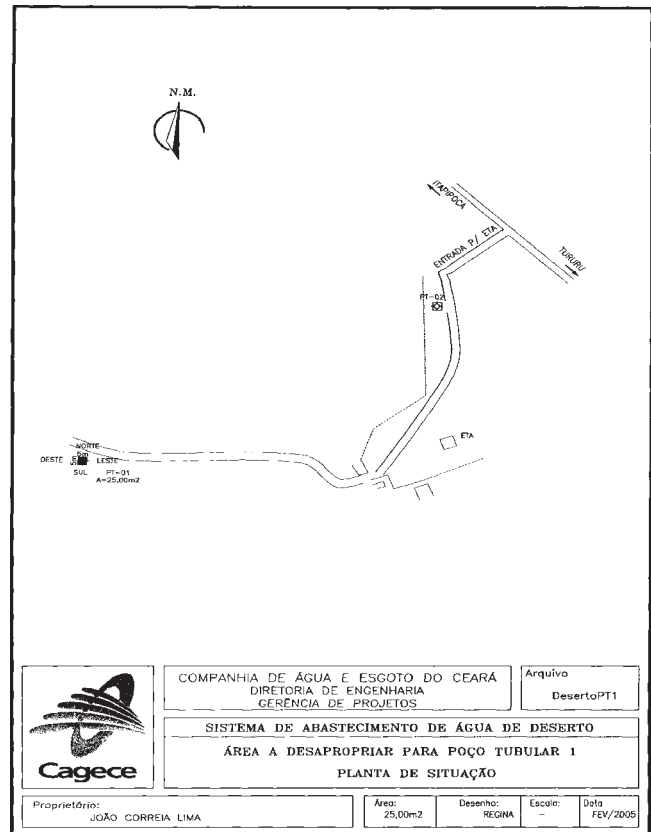 N.M.
ITAPIPOCA
ENTRADA P/ ETA
TURURU
PT-02
ETA
NORTE
5m
OESTE
5m
LESTE
SUL
PT-01
A=25,00m2
Cagece
COMPANHIA DE ÁGUA E ESGOTO DO CEARÁ
DIRETORIA DE ENGENHARIA
GERÊNCIA DE PROJETOS
Arquivo
DesertoPT1
SISTEMA DE ABASTECIMENTO DE ÁGUA DE DESERTO
ÁREA A DESAPROPRIAR PARA POÇO TUBULAR 1
PLANTA DE SITUAÇÃO
Proprietário:
JOÃO CORREIA LIMA
Área:
25,00m2
Desenho:
REGINA
Escala:
–
Data
FEV/2005